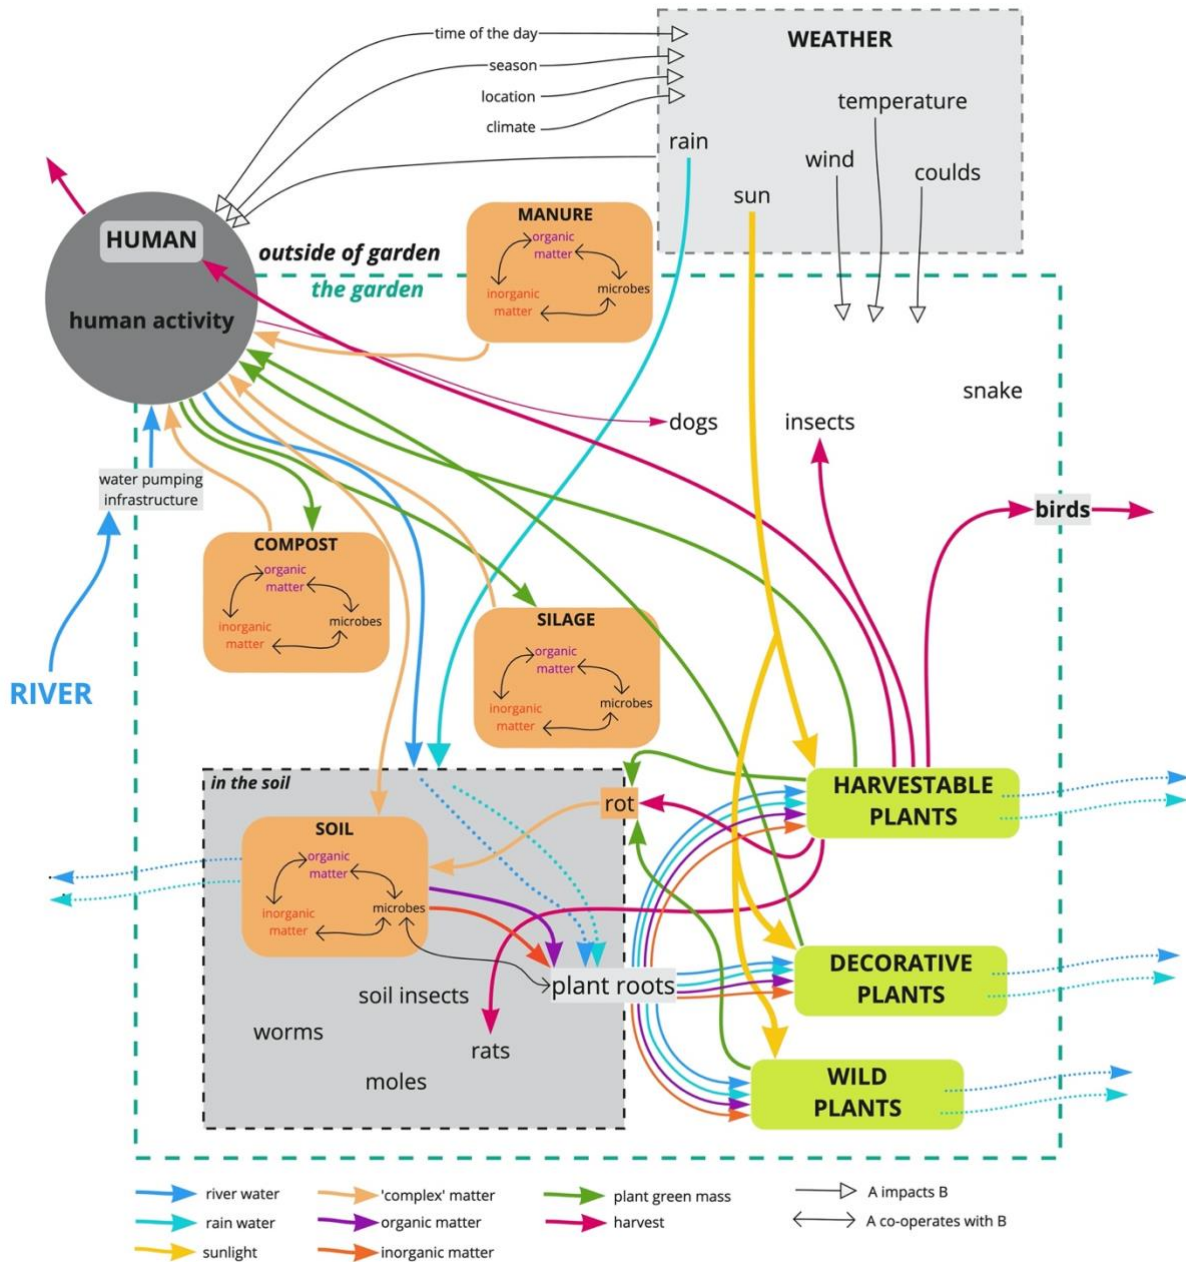 time of the day
season
location
climate
WEATHER
temperature
rain
wind
coulds
sun
HUMAN
human activity
outside of garden
the garden
MANURE
organic
matter
inorganic
matter
microbes
dogs
insects
snake
birds
water pumping
infrastructure
RIVER
COMPOST
organic
matter
inorganic
matter
microbes
SILAGE
organic
matter
inorganic
matter
microbes
in the soil
rot
SOIL
organic
matter
inorganic
matter
microbes
soil insects
plant roots
worms
rats
moles
HARVESTABLE
PLANTS
DECORATIVE
PLANTS
WILD
PLANTS
river water
rain water
sunlight
'complex' matter
organic matter
inorganic matter
plant green mass
harvest
A impacts B
A co-operates with B